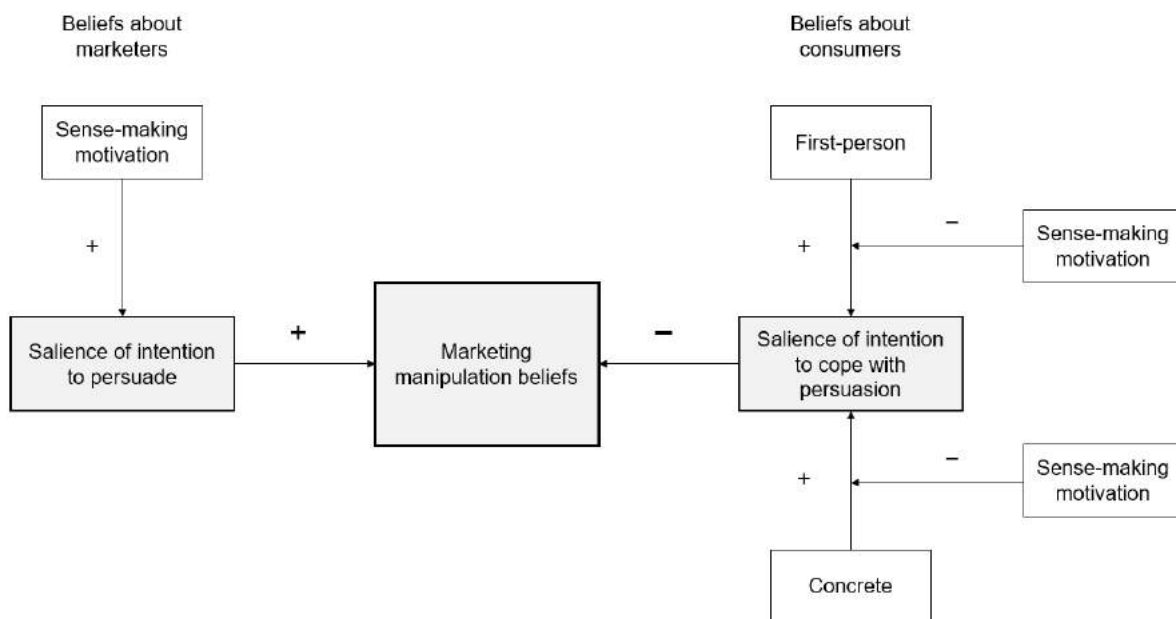 Beliefs about
marketers
Beliefs about
consumers
Sense-making
motivation
First-person
+
+
−
Sense-making
motivation
Salience of intention
to persuade
+
Marketing
manipulation beliefs
−
Salience of intention
to cope with
persuasion
+
−
Sense-making
motivation
Concrete